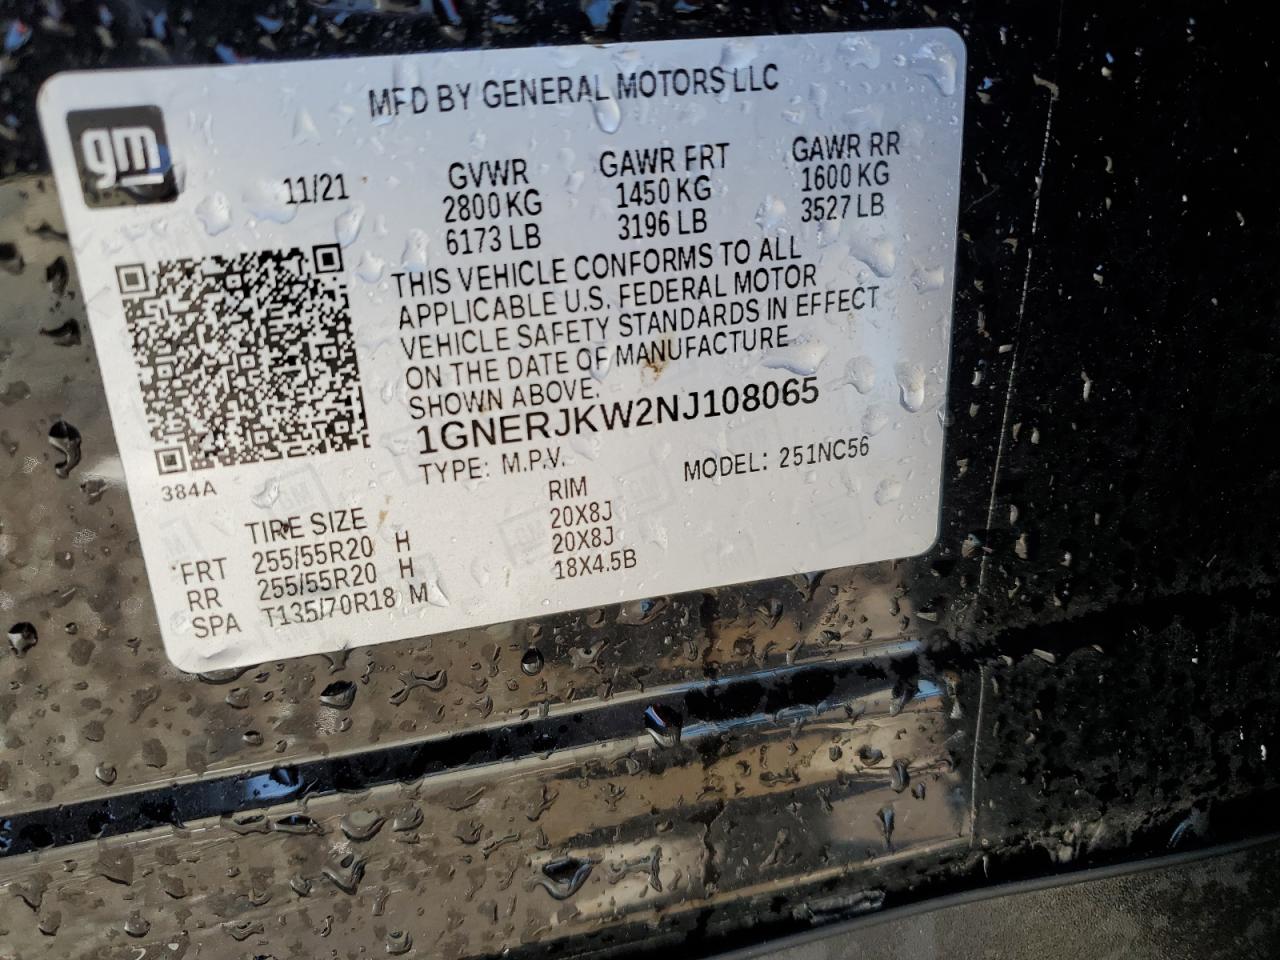 MFD BY GENERAL MOTORS LLC
gm
11/21
GVWR GAWR FRT GAWR RR
2800 KG 1450 KG 1600 KG
6173 LB 3196 LB 3527 LB
THIS VEHICLE CONFORMS TO ALL
APPLICABLE U.S. FEDERAL MOTOR
VEHICLE SAFETY STANDARDS IN EFFECT
ON THE DATE OF MANUFACTURE
SHOWN ABOVE.
1GNERJKW2NJ108065
TYPE: M.P.V. MODEL: 251NC56
384A
TIRE SIZE RIM
FRT 255/55R20 H 20X8J
RR 255/55R20 H 20X8J
SPA T135/70R18 M 18X4.5B